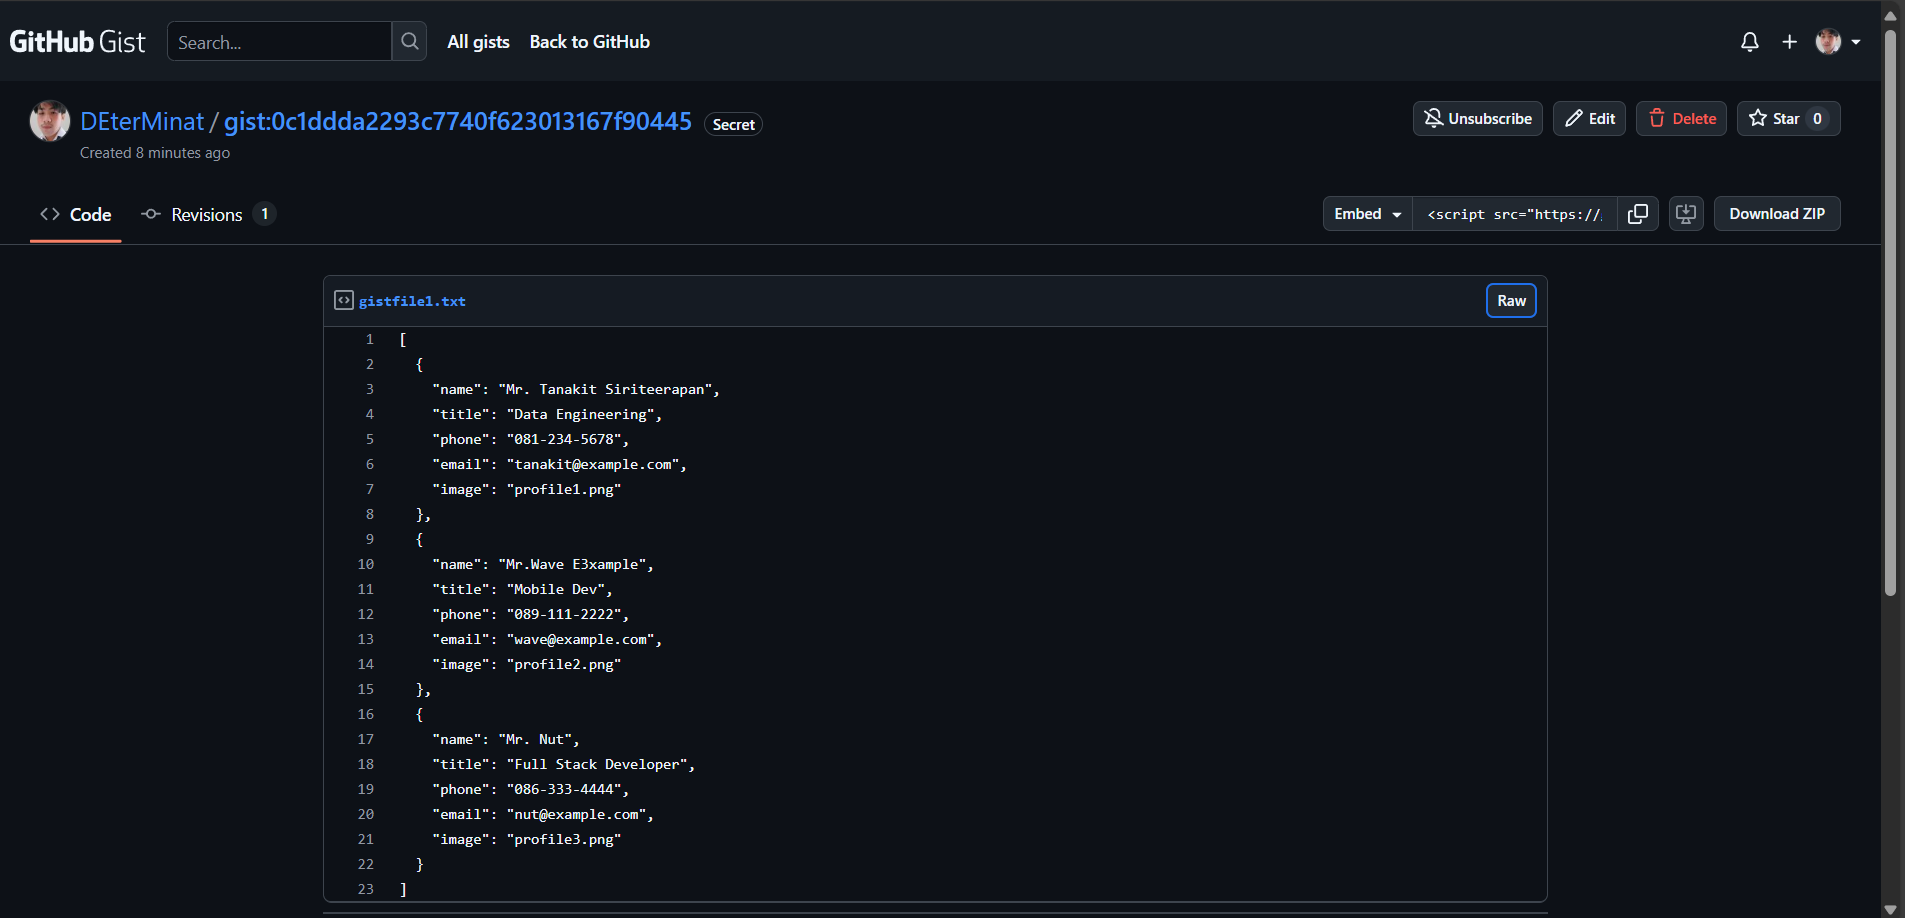 GitHub Gist Search... All gists Back to GitHub
DEterMinat / gist:0c1ddda2293c7740f623013167f90445 Secret
Unsubscribe Edit Delete Star 0
Created 8 minutes ago
Code Revisions 1
Embed <script src="https:// Download ZIP
gistfile1.txt Raw
1 [
2 {
3 "name": "Mr. Tanakit Siriteerapan",
4 "title": "Data Engineering",
5 "phone": "081-234-5678",
6 "email": "tanakit@example.com",
7 "image": "profile1.png"
8 },
9 {
10 "name": "Mr.Wave E3xample",
11 "title": "Mobile Dev",
12 "phone": "089-111-2222",
13 "email": "wave@example.com",
14 "image": "profile2.png"
15 },
16 {
17 "name": "Mr. Nut",
18 "title": "Full Stack Developer",
19 "phone": "086-333-4444",
20 "email": "nut@example.com",
21 "image": "profile3.png"
22 }
23 ]